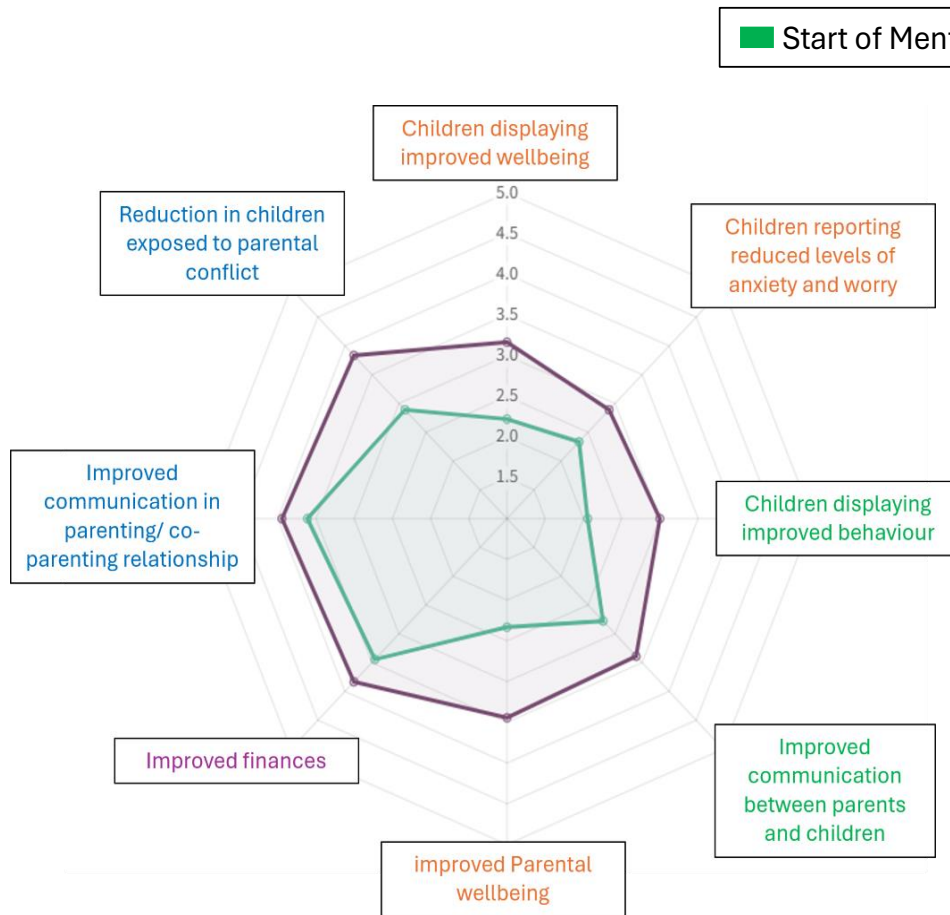 Start of Ment
Children displaying
improved wellbeing
Reduction in children
exposed to parental
conflict
Children reporting
reduced levels of
anxiety and worry
5.0
4.5
4.0
3.5
3.0
2.5
2.0
1.5
Improved
communication in
parenting/ co-
parenting relationship
Children displaying
improved behaviour
Improved finances
Improved
communication
between parents
and children
improved Parental
wellbeing